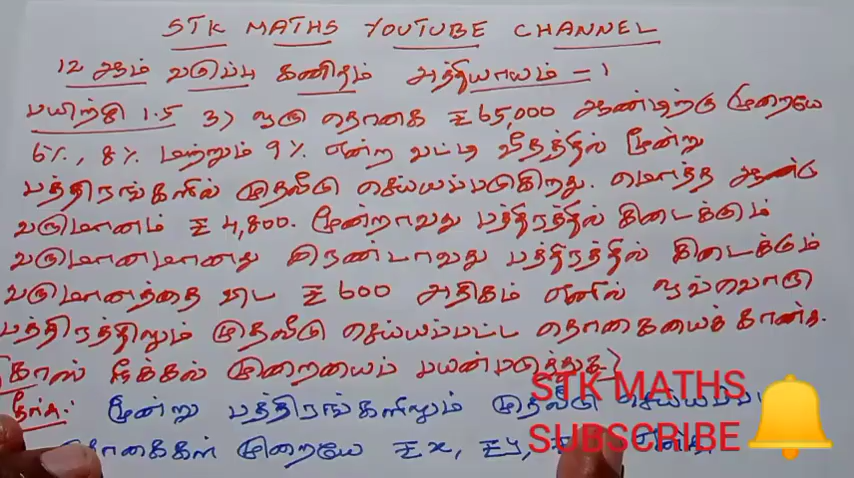 STK MATHS YOUTUBE CHANNEL
12 ஆம் வகுப்பு கணிதம் அத்தியாயம் - 1
பயிற்சி 1.5 3) ஒரு தொகை ₹ 65,000 ஆண்டிற்கு முறையே
6%, 8% மற்றும் 9% என்ற வட்டி வீதத்தில் மூன்று
பத்திரங்களில் முதலீடு செய்யப்படுகிறது. மொத்த ஆண்டு
வருமானம் ₹ 4,800. மூன்றாவது பத்திரத்தில் கிடைக்கும்
வருமானமானது இரண்டாவது பத்திரத்தில் கிடைக்கும்
வருமானத்தை விட ₹ 600 அதிகம் எனில் ஒவ்வொரு
பத்திரத்திலும் முதலீடு செய்யப்பட்ட தொகையைக் காண்க.
(காஸ் நீக்கல் முறையைப் பயன்படுத்துக)
தீர்வு: மூன்று பத்திரங்களிலும் முதலீடு
முறையே ₹ x, ₹ y,
STK MATHS
SUBSCRIBE